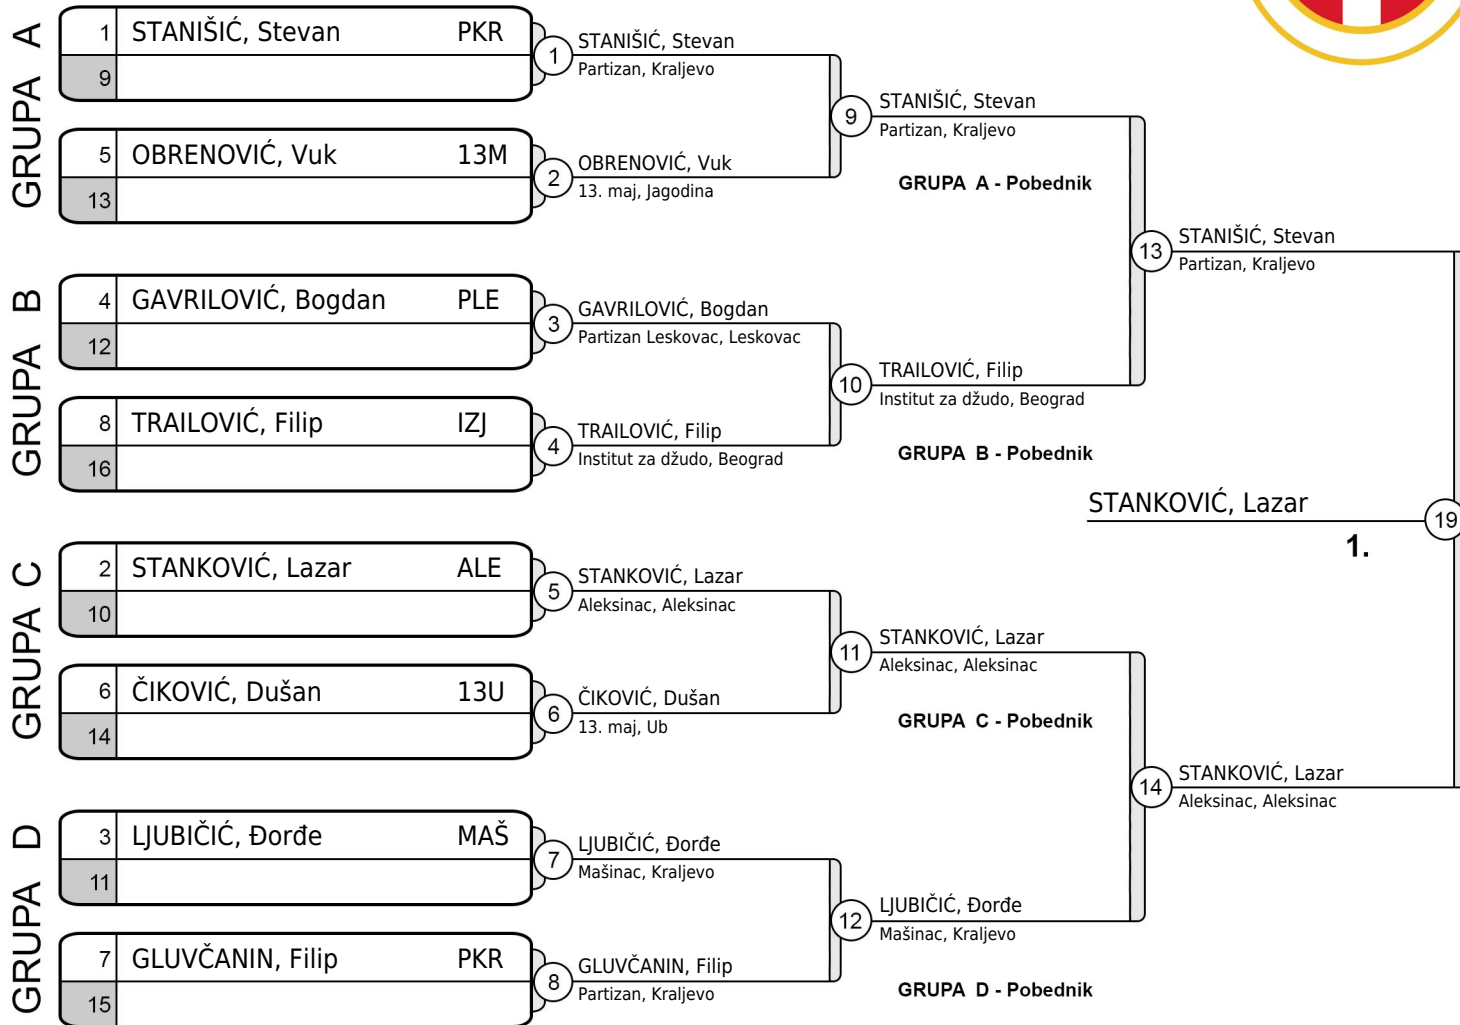 GRUPA A
1 STANIŠIĆ, Stevan PKR
9
5 OBRENOVIĆ, Vuk 13M
13
1 STANIŠIĆ, Stevan
Partizan, Kraljevo
2 OBRENOVIĆ, Vuk
13. maj, Jagodina
9 STANIŠIĆ, Stevan
Partizan, Kraljevo
GRUPA A - Pobednik
GRUPA B
4 GAVRILOVIĆ, Bogdan PLE
12
8 TRAILOVIĆ, Filip IZJ
16
3 GAVRILOVIĆ, Bogdan
Partizan Leskovac, Leskovac
4 TRAILOVIĆ, Filip
Institut za džudo, Beograd
10 TRAILOVIĆ, Filip
Institut za džudo, Beograd
GRUPA B - Pobednik
13 STANIŠIĆ, Stevan
Partizan, Kraljevo
STANKOVIĆ, Lazar 19
1.
GRUPA C
2 STANKOVIĆ, Lazar ALE
10
6 ČIKOVIĆ, Dušan 13U
14
5 STANKOVIĆ, Lazar
Aleksinac, Aleksinac
6 ČIKOVIĆ, Dušan
13. maj, Ub
11 STANKOVIĆ, Lazar
Aleksinac, Aleksinac
GRUPA C - Pobednik
14 STANKOVIĆ, Lazar
Aleksinac, Aleksinac
GRUPA D
3 LJUBIČIĆ, Đorđe MAŠ
11
7 GLUVČANIN, Filip PKR
15
7 LJUBIČIĆ, Đorđe
Mašinac, Kraljevo
8 GLUVČANIN, Filip
Partizan, Kraljevo
12 LJUBIČIĆ, Đorđe
Mašinac, Kraljevo
GRUPA D - Pobednik